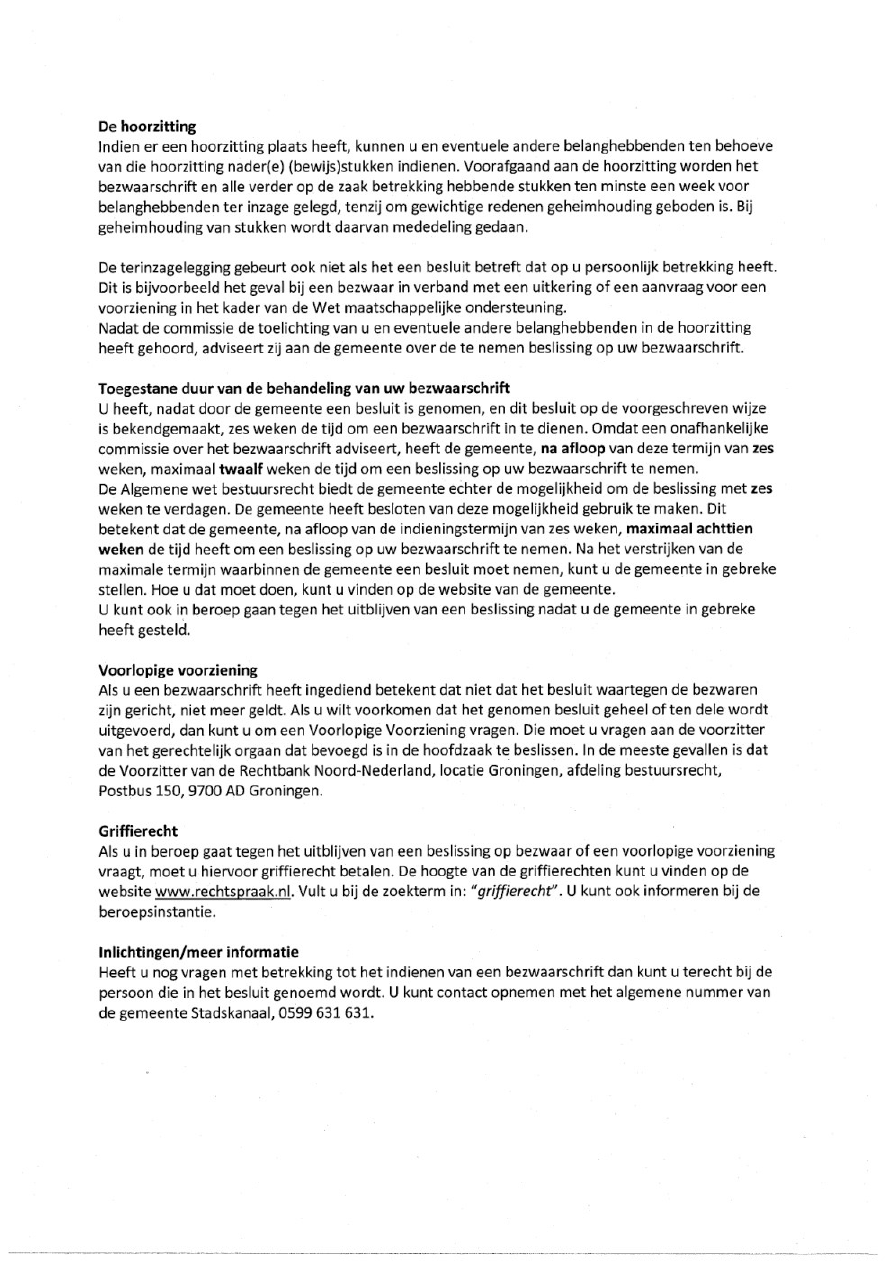 De hoorzitting
Indien er een hoorzitting plaats heeft, kunnen u en eventuele andere belanghebbenden ten behoeve
van die hoorzitting nader(e) (bewijs)stukken indienen. Voorafgaand aan de hoorzitting worden het
bezwaarschrift en alle verder op de zaak betrekking hebbende stukken ten minste een week voor
belanghebbenden ter inzage gelegd, tenzij om gewichtige redenen geheimhouding geboden is. Bij
geheimhouding van stukken wordt daarvan mededeling gedaan.

De terinzagelegging gebeurt ook niet als het een besluit betreft dat op u persoonlijk betrekking heeft.
Dit is bijvoorbeeld het geval bij een bezwaar in verband met een uitkering of een aanvraag voor een
voorziening in het kader van de Wet maatschappelijke ondersteuning.
Nadat de commissie de toelichting van u en eventuele andere belanghebbenden in de hoorzitting
heeft gehoord, adviseert zij aan de gemeente over de te nemen beslissing op uw bezwaarschrift.

Toegestane duur van de behandeling van uw bezwaarschrift
U heeft, nadat door de gemeente een besluit is genomen, en dit besluit op de voorgeschreven wijze
is bekendgemaakt, zes weken de tijd om een bezwaarschrift in te dienen. Omdat een onafhankelijke
commissie over het bezwaarschrift adviseert, heeft de gemeente, na afloop van deze termijn van zes
weken, maximaal twaalf weken de tijd om een beslissing op uw bezwaarschrift te nemen.
De Algemene wet bestuursrecht biedt de gemeente echter de mogelijkheid om de beslissing met zes
weken te verdagen. De gemeente heeft besloten van deze mogelijkheid gebruik te maken. Dit
betekent dat de gemeente, na afloop van de indieningstermijn van zes weken, maximaal achttien
weken de tijd heeft om een beslissing op uw bezwaarschrift te nemen. Na het verstrijken van de
maximale termijn waarbinnen de gemeente een besluit moet nemen, kunt u de gemeente in gebreke
stellen. Hoe u dat moet doen, kunt u vinden op de website van de gemeente.
U kunt ook in beroep gaan tegen het uitblijven van een beslissing nadat u de gemeente in gebreke
heeft gesteld.

Voorlopige voorziening
Als u een bezwaarschrift heeft ingediend betekent dat niet dat het besluit waartegen de bezwaren
zijn gericht, niet meer geldt. Als u wilt voorkomen dat het genomen besluit geheel of ten dele wordt
uitgevoerd, dan kunt u om een Voorlopige Voorziening vragen. Die moet u vragen aan de voorzitter
van het gerechtelijk orgaan dat bevoegd is in de hoofdzaak te beslissen. In de meeste gevallen is dat
de Voorzitter van de Rechtbank Noord-Nederland, locatie Groningen, afdeling bestuursrecht,
Postbus 150, 9700 AD Groningen.

Griffierecht
Als u in beroep gaat tegen het uitblijven van een beslissing op bezwaar of een voorlopige voorziening
vraagt, moet u hiervoor griffierecht betalen. De hoogte van de griffierechten kunt u vinden op de
website www.rechtspraak.nl. Vult u bij de zoekterm in: "griffierecht". U kunt ook informeren bij de
beroepsinstantie.

Inlichtingen/meer informatie
Heeft u nog vragen met betrekking tot het indienen van een bezwaarschrift dan kunt u terecht bij de
persoon die in het besluit genoemd wordt. U kunt contact opnemen met het algemene nummer van
de gemeente Stadskanaal, 0599 631 631.